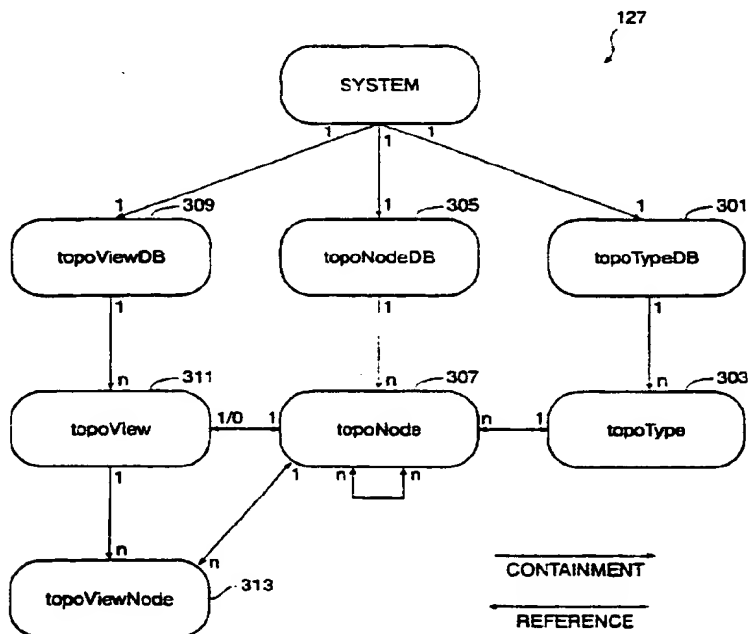 127
SYSTEM
1 1 1
1 309 1 305 1 301
topoViewDB topoNodeDB topoTypeDB
1 1 1
n 311 n 307 n 303
topoView 1/0 1 topoNode n 1 topoType
1 n n
1
n n
topoViewNode 313
CONTAINMENT
REFERENCE